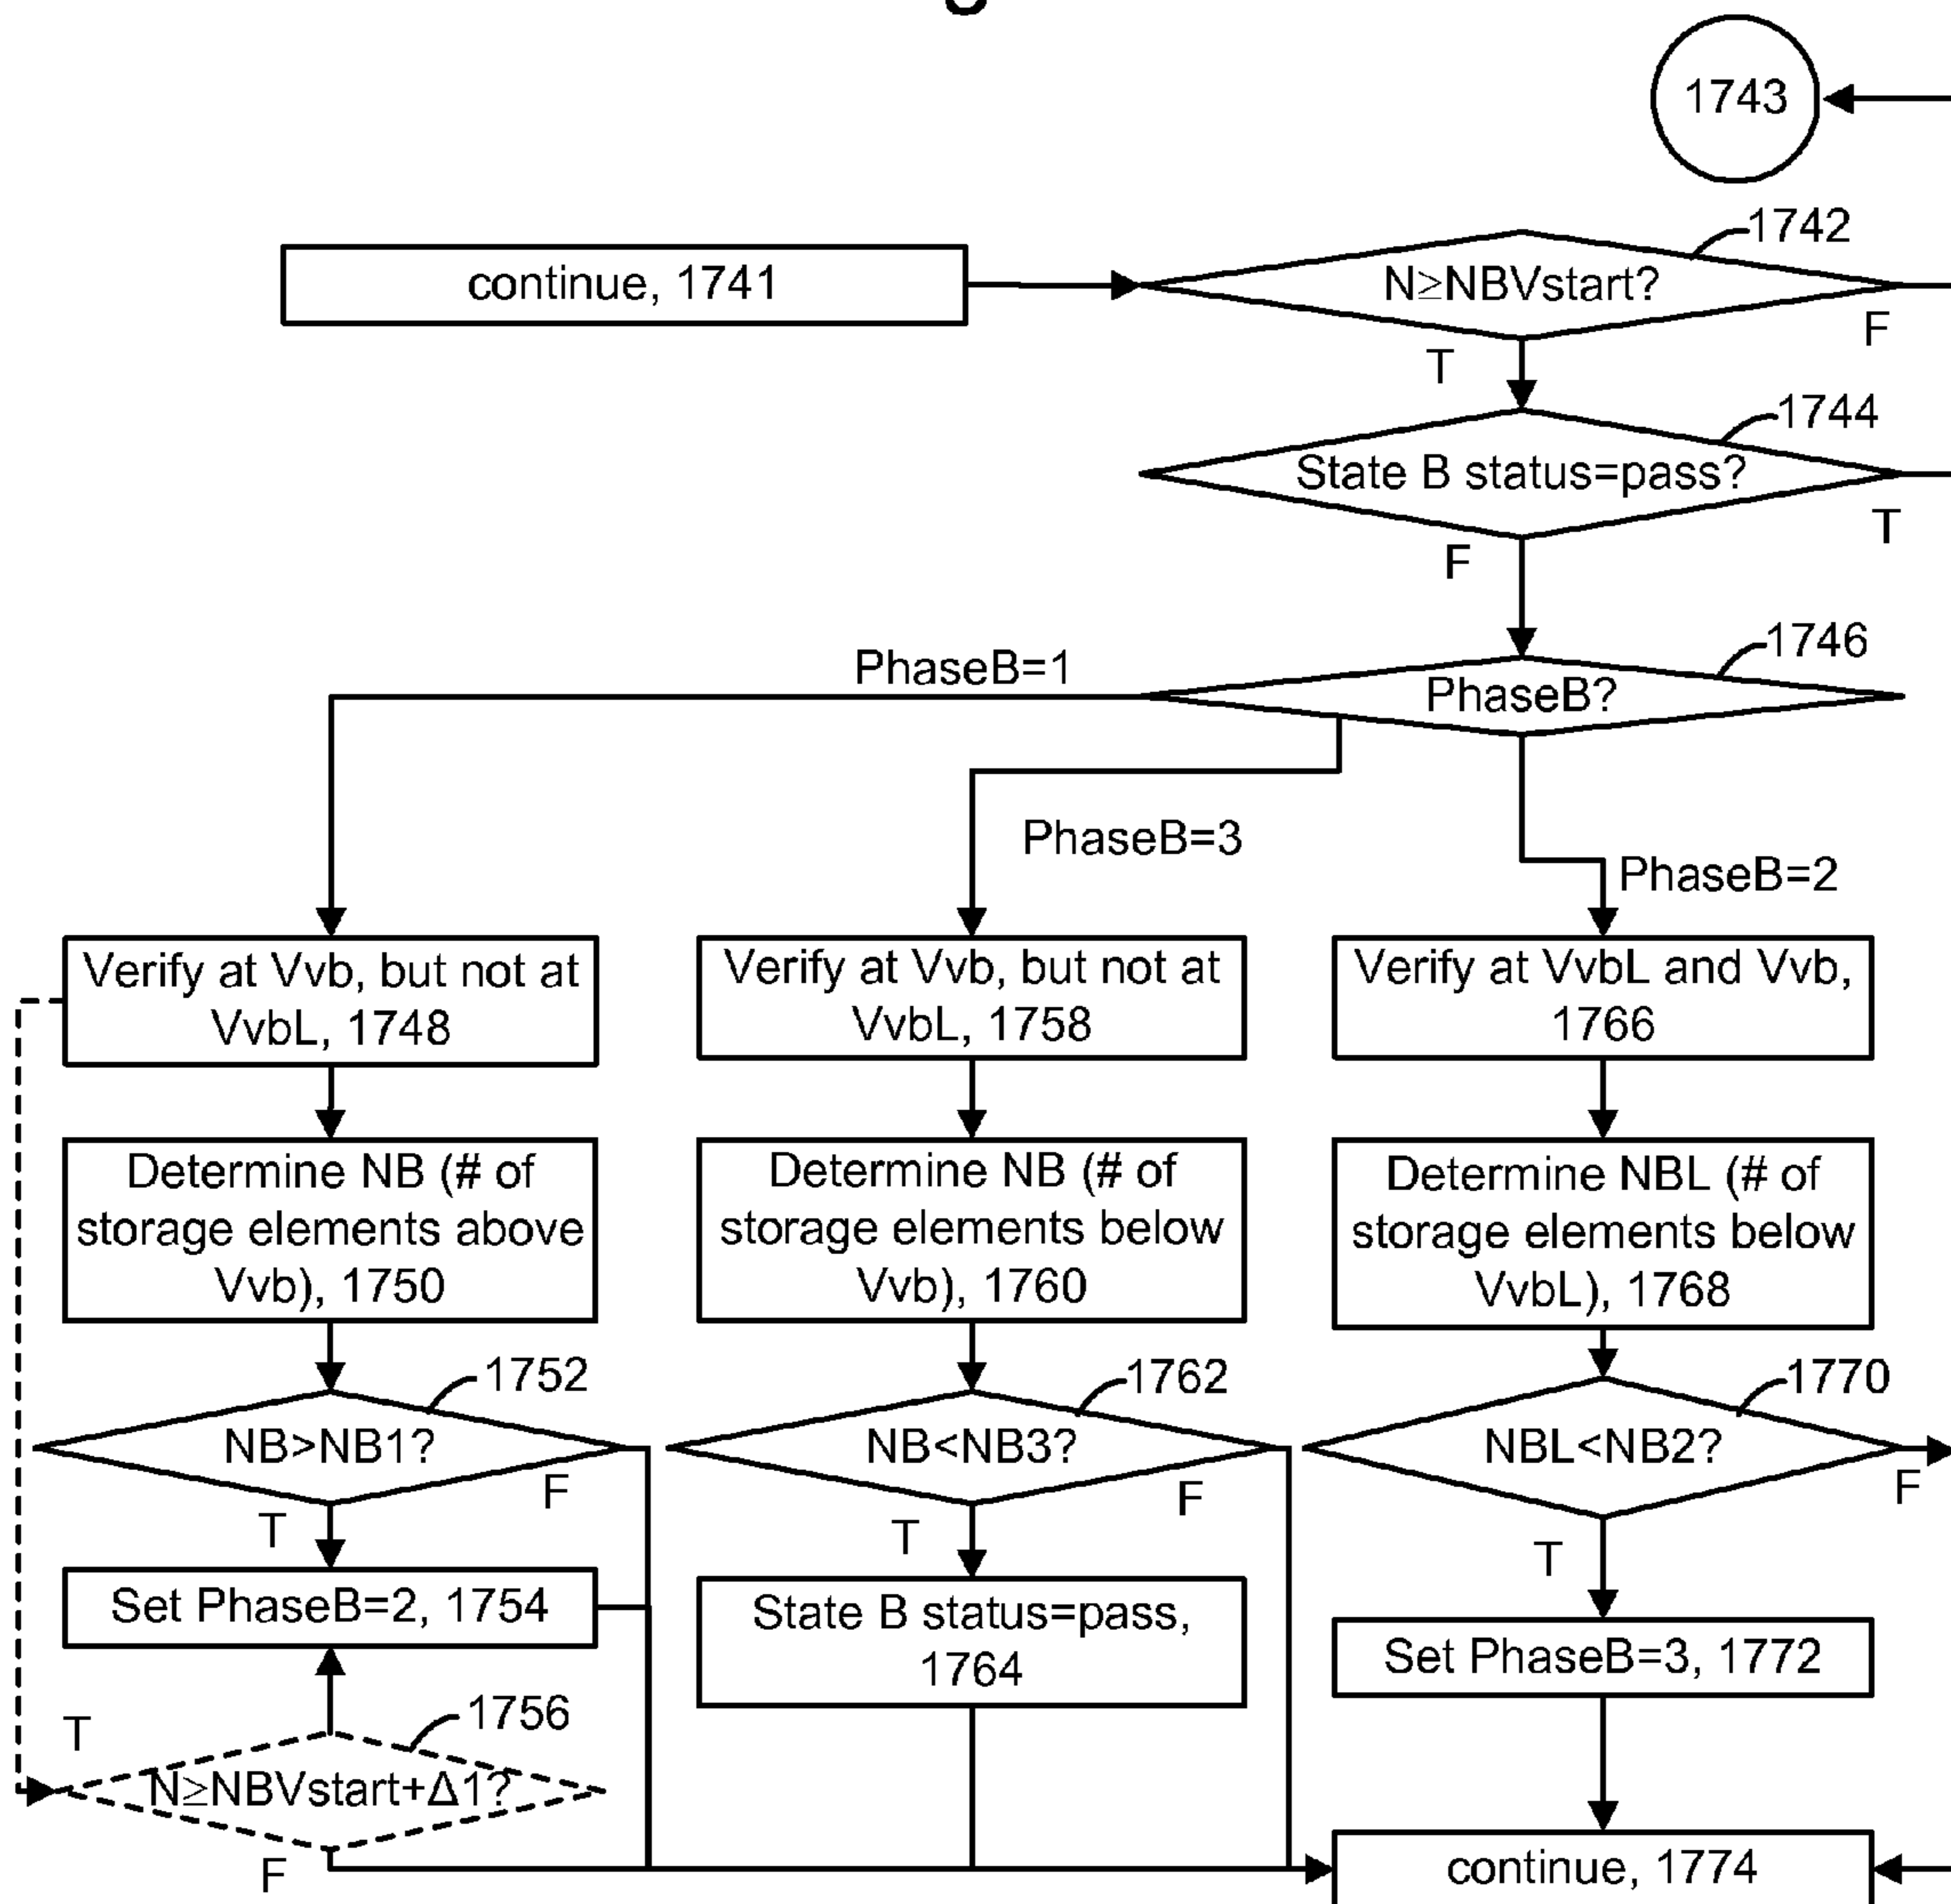 1743
1742
continue, 1741
N≥NBVstart?
F
T
1744
State B status=pass?
T
F
1746
PhaseB=1
PhaseB?
PhaseB=3
PhaseB=2
Verify at Vvb, but not at
VvbL, 1748
Verify at Vvb, but not at
VvbL, 1758
Verify at VvbL and Vvb,
1766
Determine NB (# of
storage elements above
Vvb), 1750
Determine NB (# of
storage elements below
Vvb), 1760
Determine NBL (# of
storage elements below
VvbL), 1768
1752
1762
1770
NB>NB1?
F
NB<NB3?
F
NBL<NB2?
F
T
T
T
Set PhaseB=2, 1754
State B status=pass,
1764
Set PhaseB=3, 1772
1756
T
N≥NBVstart+Δ1?
F
continue, 1774